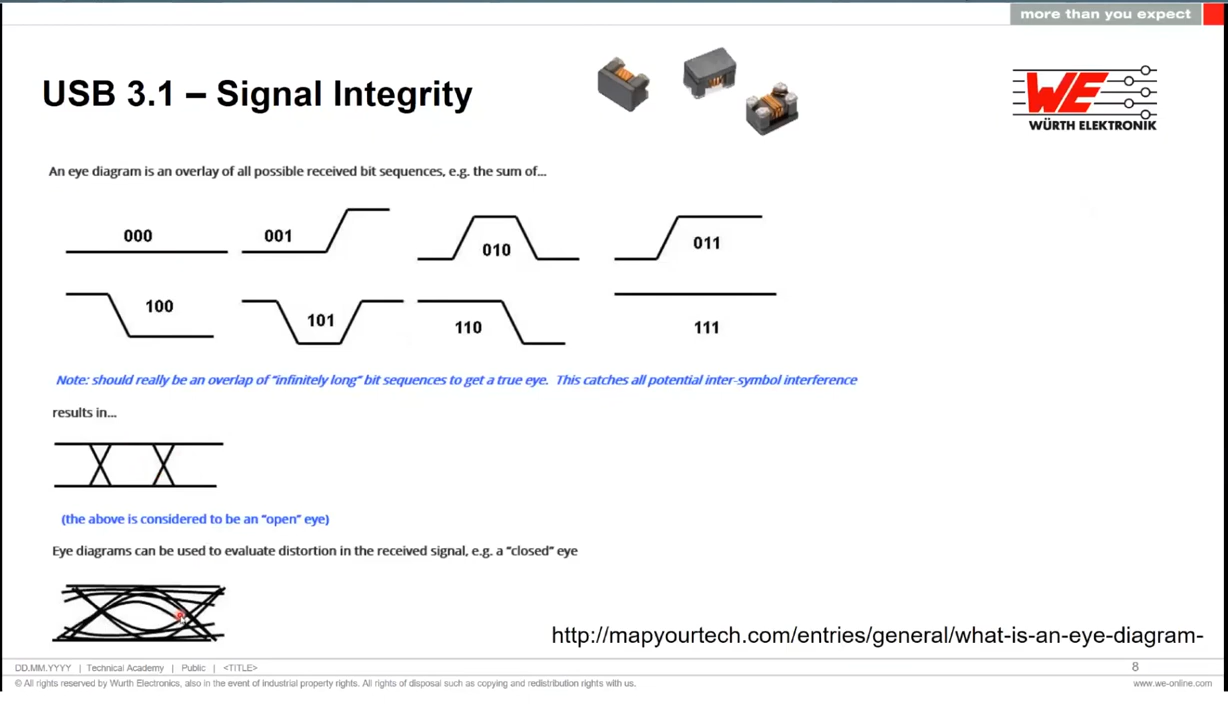 more than you expect
USB 3.1 – Signal Integrity
WE
WÜRTH ELEKTRONIK
An eye diagram is an overlay of all possible received bit sequences, e.g. the sum of...
000
001
010
011
100
101
110
111
Note: should really be an overlap of "infinitely long" bit sequences to get a true eye. This catches all potential inter-symbol interference
results in...
(the above is considered to be an "open" eye)
Eye diagrams can be used to evaluate distortion in the received signal, e.g. a "closed" eye
http://mapyourtech.com/entries/general/what-is-an-eye-diagram-
DD.MM.YYYY | Technical Academy | Public | <TITLE>
8
© All rights reserved by Wurth Electronics, also in the event of industrial property rights. All rights of disposal such as copying and redistribution rights with us.
www.we-online.com